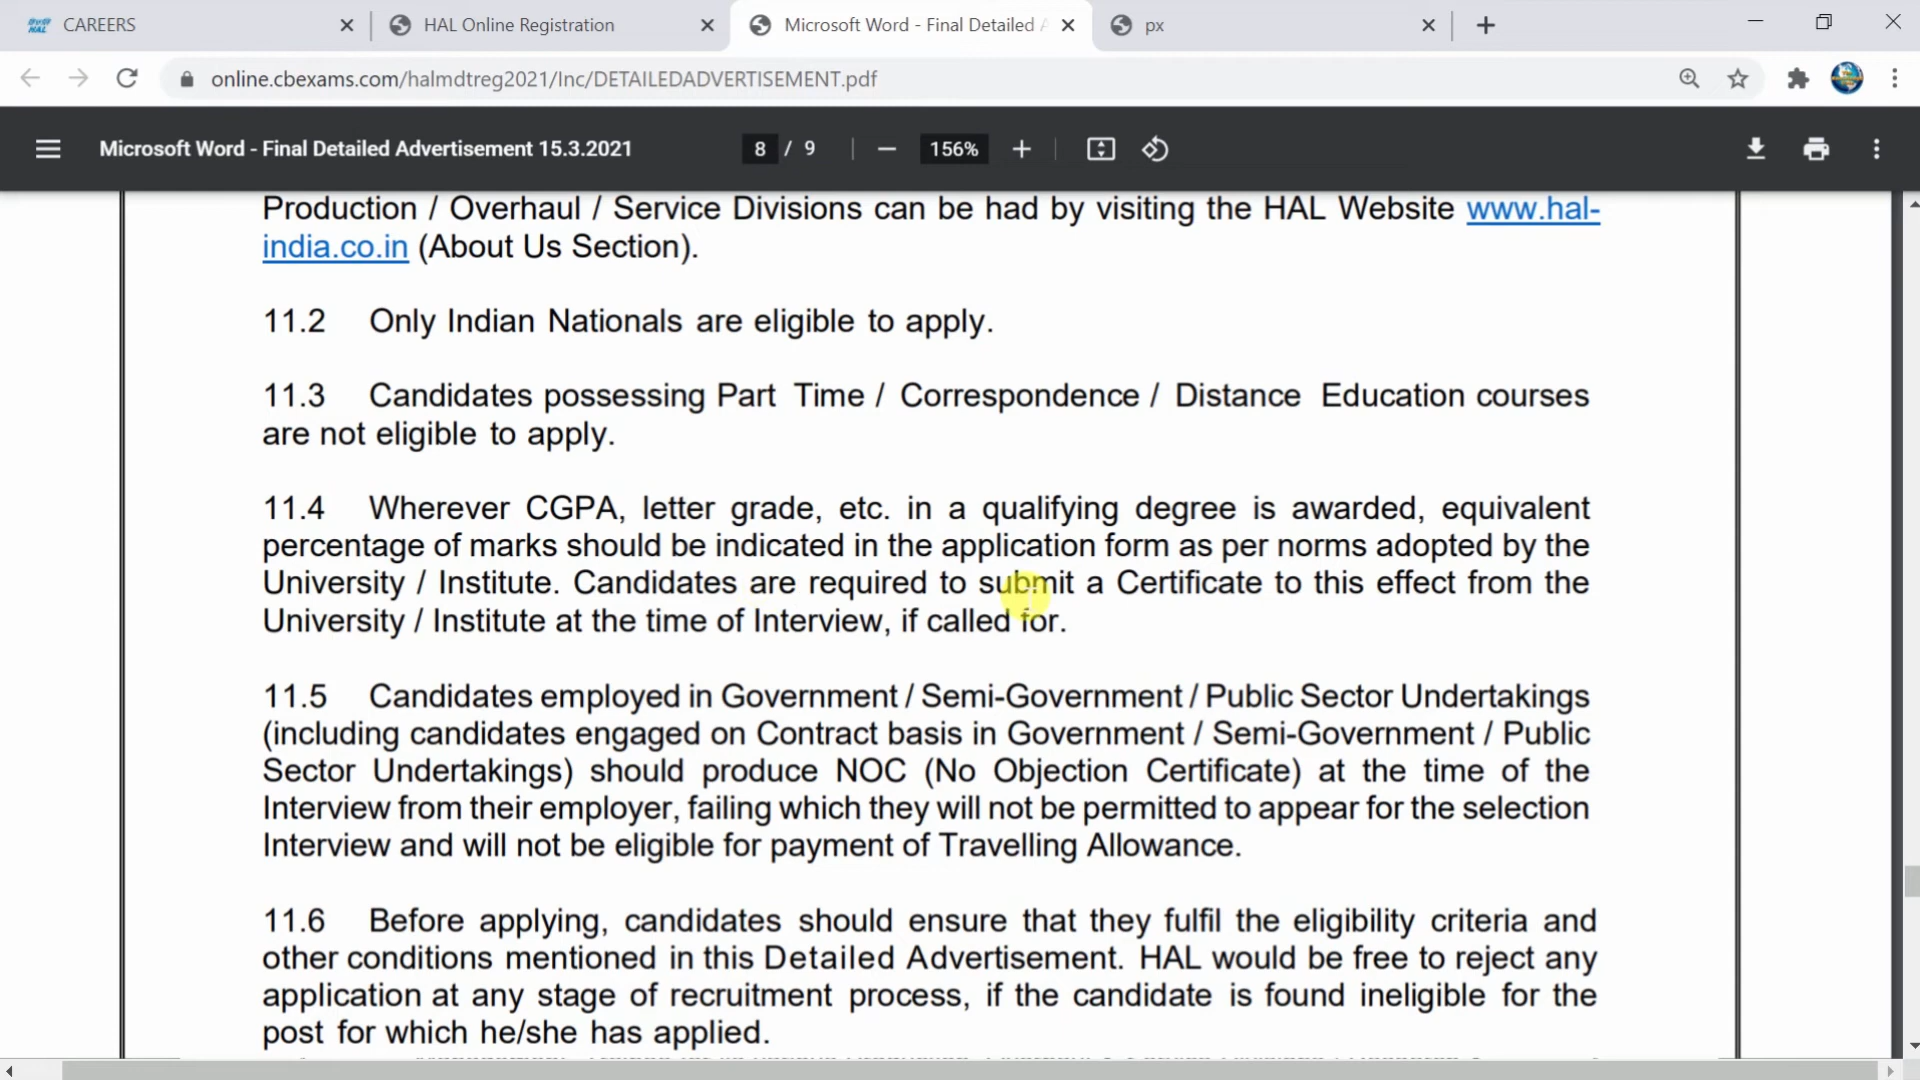 CAREERS
HAL Online Registration
Microsoft Word - Final Detailed A
px
online.cbexams.com/halmdtreg2021/Inc/DETAILEDADVERTISEMENT.pdf
Microsoft Word - Final Detailed Advertisement 15.3.2021
8 / 9
156%
Production / Overhaul / Service Divisions can be had by visiting the HAL Website www.hal-
india.co.in (About Us Section).
11.2 Only Indian Nationals are eligible to apply.
11.3 Candidates possessing Part Time / Correspondence / Distance Education courses
are not eligible to apply.
11.4 Wherever CGPA, letter grade, etc. in a qualifying degree is awarded, equivalent
percentage of marks should be indicated in the application form as per norms adopted by the
University / Institute. Candidates are required to submit a Certificate to this effect from the
University / Institute at the time of Interview, if called for.
11.5 Candidates employed in Government / Semi-Government / Public Sector Undertakings
(including candidates engaged on Contract basis in Government / Semi-Government / Public
Sector Undertakings) should produce NOC (No Objection Certificate) at the time of the
Interview from their employer, failing which they will not be permitted to appear for the selection
Interview and will not be eligible for payment of Travelling Allowance.
11.6 Before applying, candidates should ensure that they fulfil the eligibility criteria and
other conditions mentioned in this Detailed Advertisement. HAL would be free to reject any
application at any stage of recruitment process, if the candidate is found ineligible for the
post for which he/she has applied.